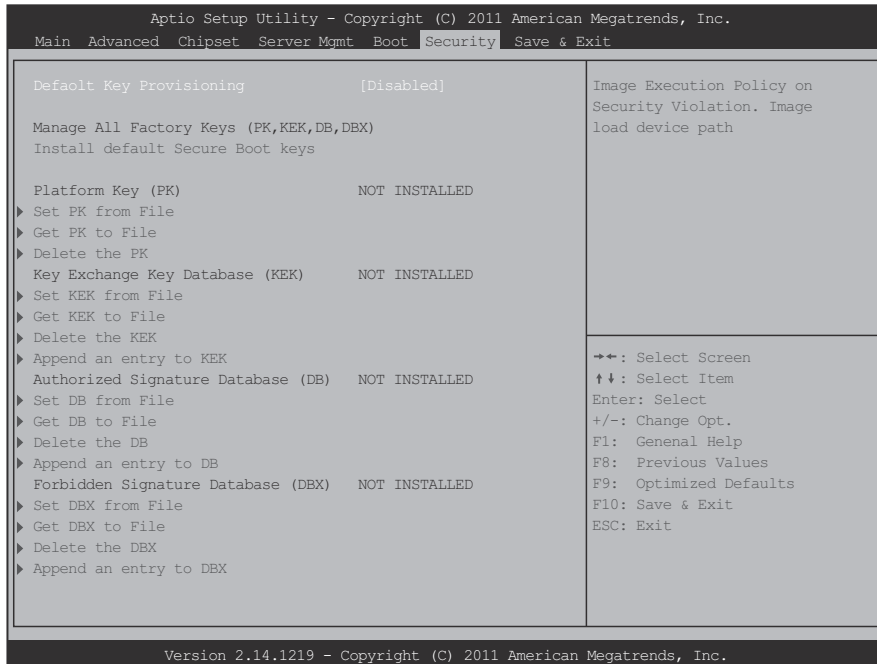 Aptio Setup Utility - Copyright (C) 2011 American Megatrends, Inc.
Main Advanced Chipset Server Mgmt Boot Security Save & Exit
Defaolt Key Provisioning [Disabled]
Manage All Factory Keys (PK,KEK,DB,DBX)
Install default Secure Boot keys
Platform Key (PK) NOT INSTALLED
Set PK from File
Get PK to File
Delete the PK
Key Exchange Key Database (KEK) NOT INSTALLED
Set KEK from File
Get KEK to File
Delete the KEK
Append an entry to KEK
Authorized Signature Database (DB) NOT INSTALLED
Set DB from File
Get DB to File
Delete the DB
Append an entry to DB
Forbidden Signature Database (DBX) NOT INSTALLED
Set DBX from File
Get DBX to File
Delete the DBX
Append an entry to DBX
Image Execution Policy on
Security Violation. Image
load device path
→←: Select Screen
↑↓: Select Item
Enter: Select
+/-: Change Opt.
F1: Genenal Help
F8: Previous Values
F9: Optimized Defaults
F10: Save & Exit
ESC: Exit
Version 2.14.1219 - Copyright (C) 2011 American Megatrends, Inc.